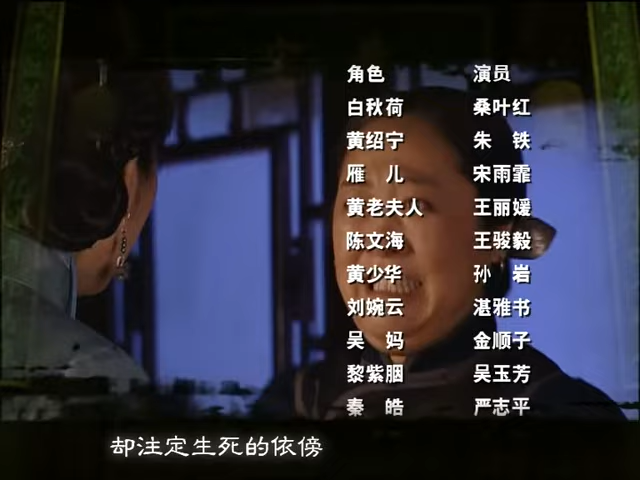 角色 演员
白秋荷 桑叶红
黄绍宁 朱 铁
雁 儿 宋雨霏
黄老夫人 王丽媛
陈文海 王骏毅
黄少华 孙 岩
刘婉云 湛雅书
吴 妈 金顺子
黎紫胭 吴玉芳
秦 皓 严志平
却注定生死的依傍